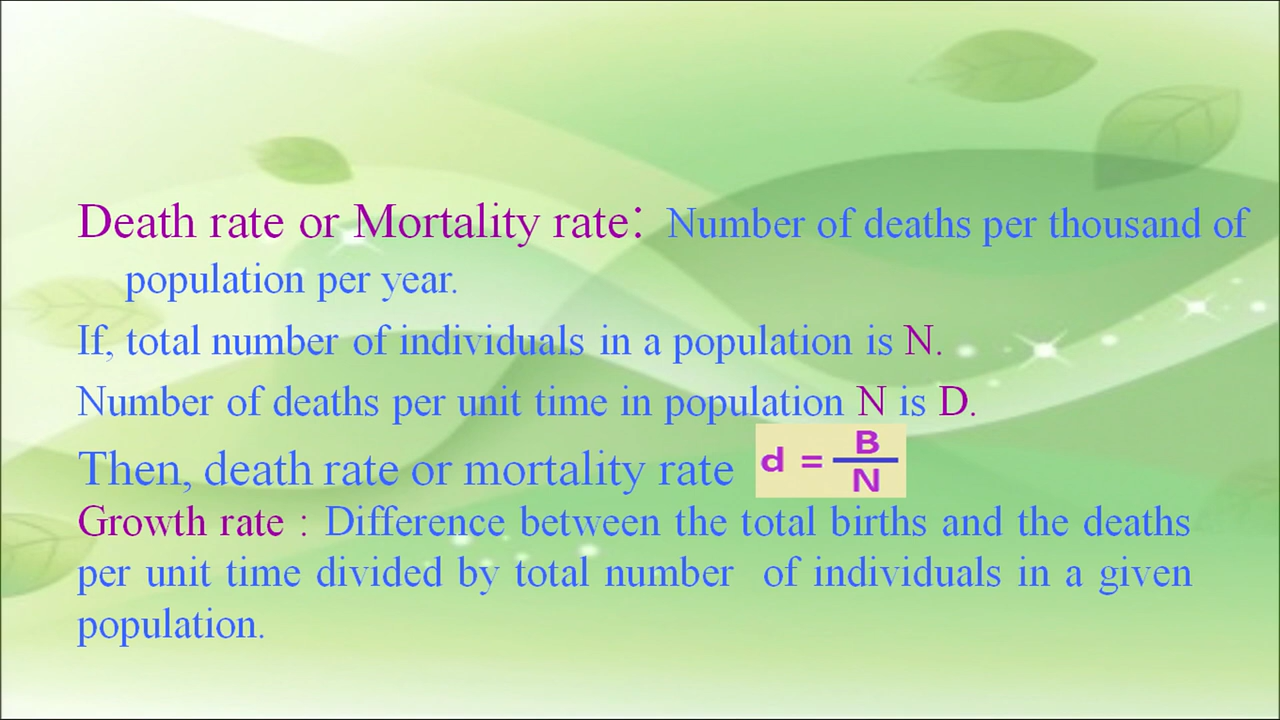 Death rate or Mortality rate: Number of deaths per thousand of
population per year.
If, total number of individuals in a population is N.
Number of deaths per unit time in population N is D.
Then, death rate or mortality rate d = B/N
Growth rate : Difference between the total births and the deaths
per unit time divided by total number of individuals in a given
population.